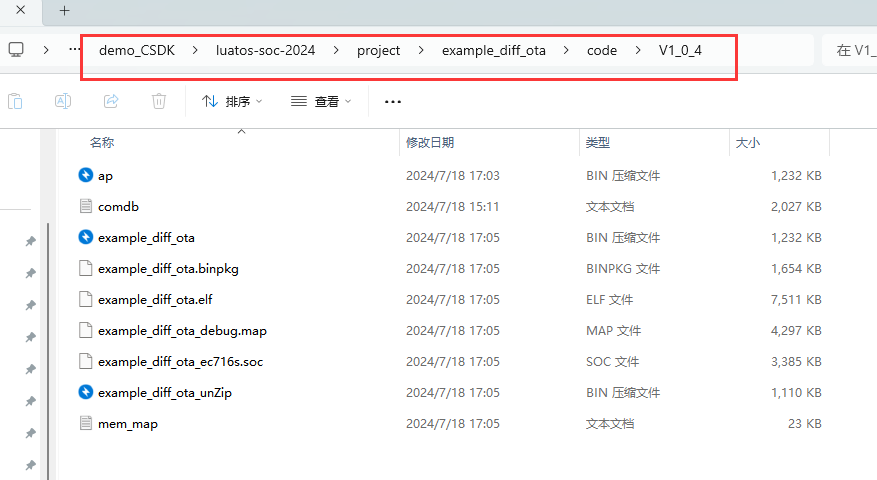 … demo_CSDK > luatos-soc-2024 > project > example_diff_ota > code > V1_0_4 在 V1_
排序 查看 …
名称 修改日期 类型 大小
ap 2024/7/18 17:03 BIN 压缩文件 1,232 KB
comdb 2024/7/18 15:11 文本文档 2,027 KB
example_diff_ota 2024/7/18 17:05 BIN 压缩文件 1,232 KB
example_diff_ota.binpkg 2024/7/18 17:05 BINPKG 文件 1,654 KB
example_diff_ota.elf 2024/7/18 17:05 ELF 文件 7,511 KB
example_diff_ota_debug.map 2024/7/18 17:05 MAP 文件 4,297 KB
example_diff_ota_ec716s.soc 2024/7/18 17:05 SOC 文件 3,385 KB
example_diff_ota_unZip 2024/7/18 17:05 BIN 压缩文件 1,110 KB
mem_map 2024/7/18 17:05 文本文档 23 KB